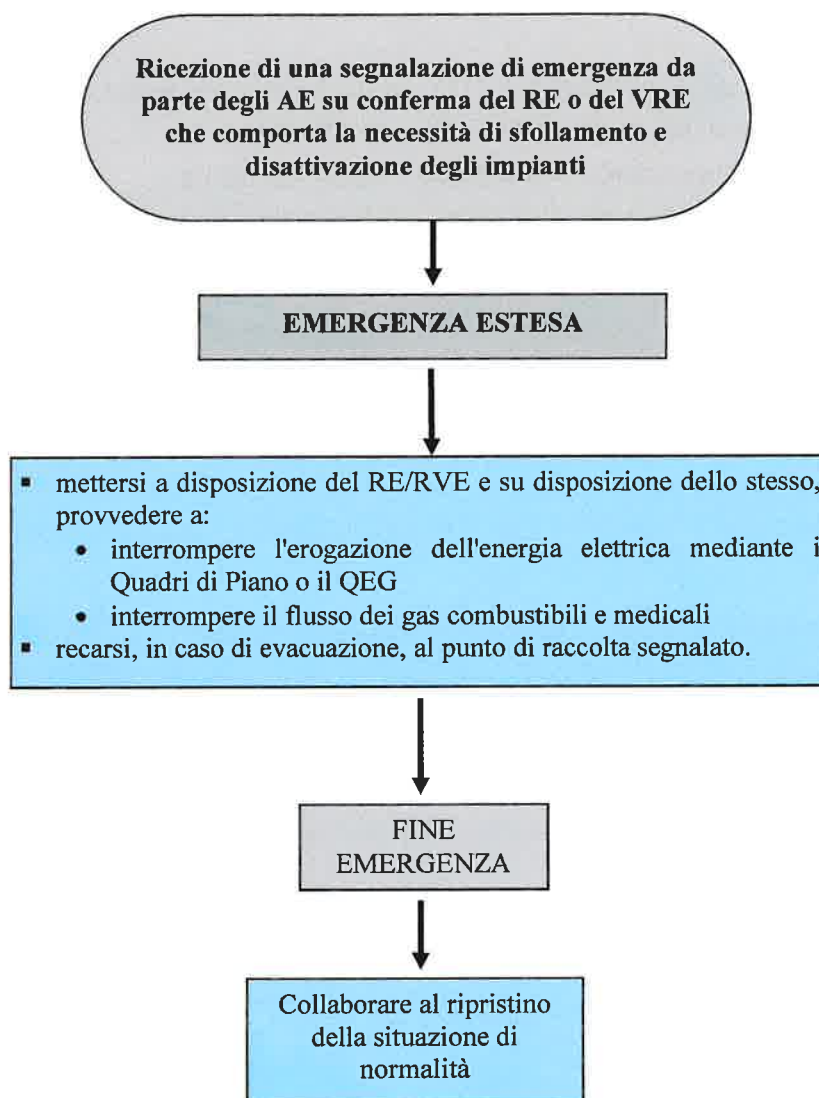 Ricezione di una segnalazione di emergenza da
parte degli AE su conferma del RE o del VRE
che comporta la necessità di sfollamento e
disattivazione degli impianti
EMERGENZA ESTESA
▪ mettersi a disposizione del RE/RVE e su disposizione dello stesso,
provvedere a:
• interrompere l'erogazione dell'energia elettrica mediante i
Quadri di Piano o il QEG
• interrompere il flusso dei gas combustibili e medicali
▪ recarsi, in caso di evacuazione, al punto di raccolta segnalato.
FINE
EMERGENZA
Collaborare al ripristino
della situazione di
normalità